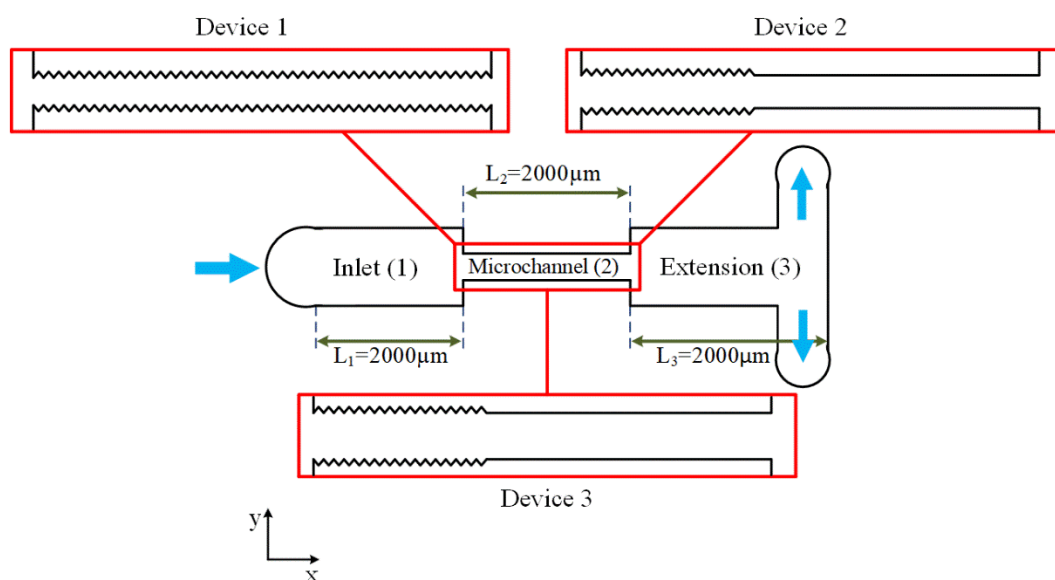 Device 1
Device 2
L₂=2000µm
Inlet (1)
Microchannel (2)
Extension (3)
L₁=2000µm
L₃=2000µm
Device 3
y
x